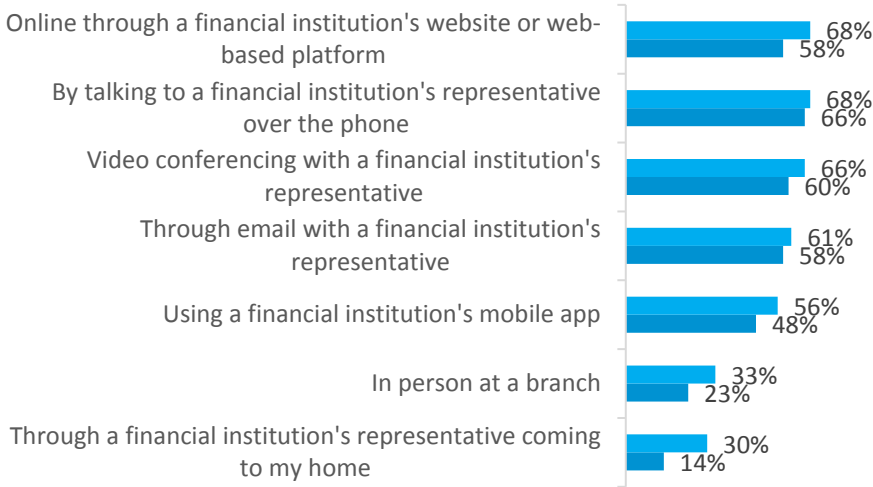 Online through a financial institution's website or web-
based platform
68%
58%
By talking to a financial institution's representative
over the phone
68%
66%
Video conferencing with a financial institution's
representative
66%
60%
Through email with a financial institution's
representative
61%
58%
Using a financial institution's mobile app
56%
48%
In person at a branch
33%
23%
Through a financial institution's representative coming
to my home
30%
14%